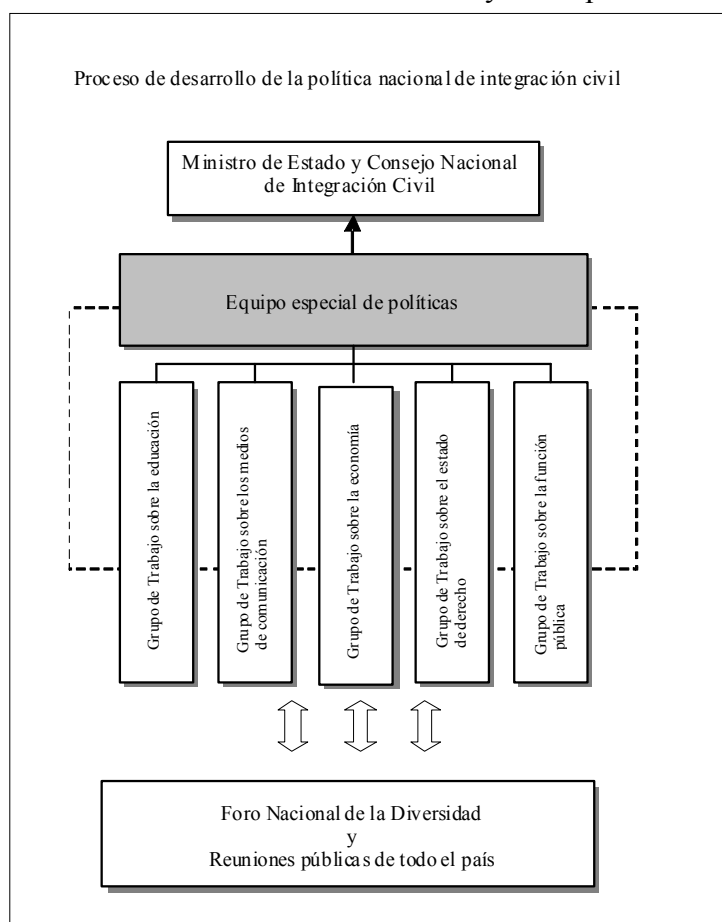 Proceso de desarrollo de la política nacional de integración civil
Ministro de Estado y Consejo Nacional
de Integración Civil
Equipo especial de políticas
Grupo de Trabajo sobre la educación
Grupo de Trabajo sobre los medios
de comunicación
Grupo de Trabajo sobre la economía
Grupo de Trabajo sobre el estado
de derecho
Grupo de Trabajo sobre la función
pública
Foro Nacional de la Diversidad
y
Reuniones públicas de todo el país